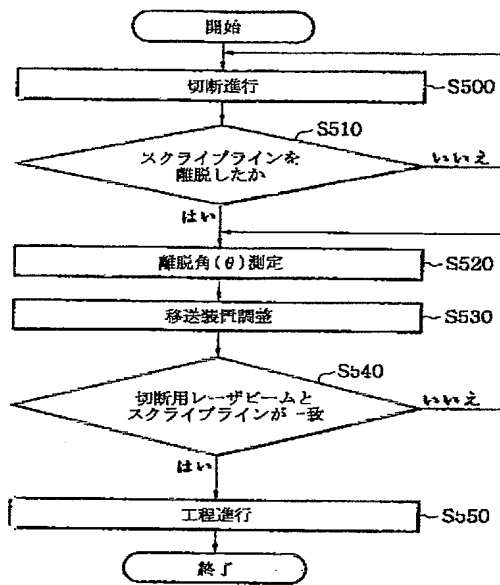 開始
切断進行
S500
S510
スクライブラインを
離脱したか
いいえ
はい
離脱角(θ)測定
S520
移送装置調整
S530
S540
切断用レーザビームと
スクライブラインが一致
いいえ
はい
工程進行
S550
終了